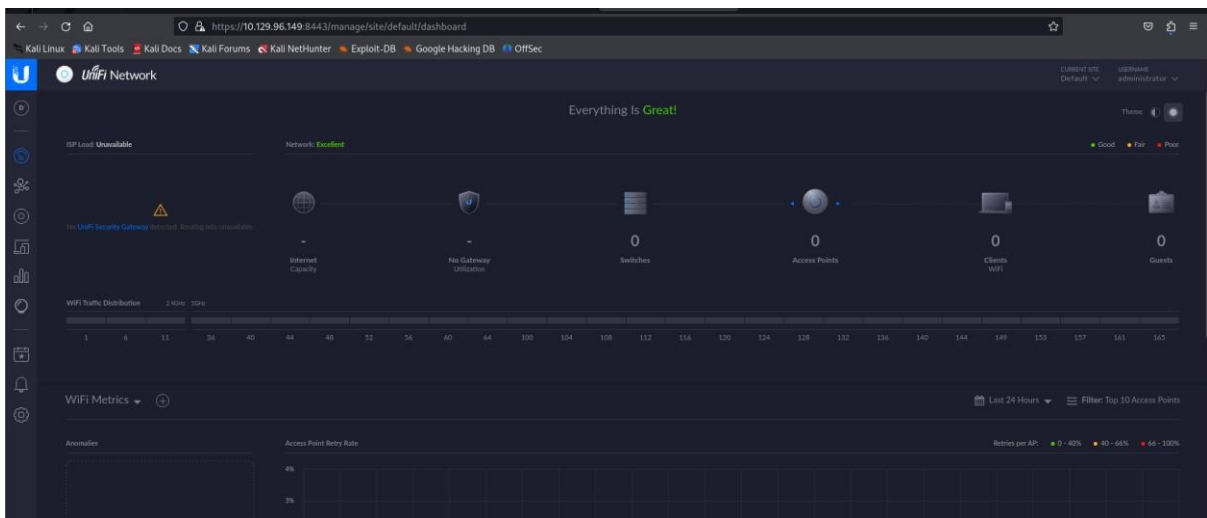 https://10.129.96.149:8443/manage/site/default/dashboard
Kali Linux Kali Tools Kali Docs Kali Forums Kali NetHunter Exploit-DB Google Hacking DB OffSec
UniFi Network
CURRENT SITE USERNAME
Default administrator
Everything Is Great!
Theme
ISP Load: Unavailable Network: Excellent Good Fair Poor
No UniFi Security Gateway detected. Routing info unavailable.
- - 0 0 0 0
Internet No Gateway Switches Access Points Clients Guests
Capacity Utilization WiFi
WiFi Traffic Distribution 2.4GHz 5GHz
1 6 11 36 40 44 48 52 56 60 64 100 104 108 112 116 120 124 128 132 136 140 144 149 153 157 161 165
WiFi Metrics Last 24 Hours Filter: Top 10 Access Points
Anomalies Access Point Retry Rate Retries per AP: 0 - 40% 40 - 66% 66 - 100%
4%
3%